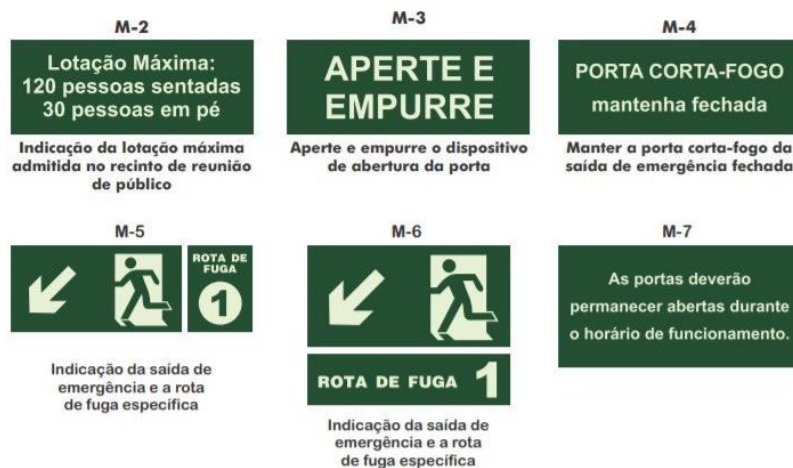 M-2
Lotação Máxima:
120 pessoas sentadas
30 pessoas em pé
Indicação da lotação máxima
admitida no recinto de reunião
de público
M-3
APERTE E
EMPURRE
Aperte e empurre o dispositivo
de abertura da porta
M-4
PORTA CORTA-FOGO
mantenha fechada
Manter a porta corta-fogo da
saída de emergência fechada
M-5
ROTA DE
FUGA
1
Indicação da saída de
emergência e a rota
de fuga específica
M-6
ROTA DE FUGA 1
Indicação da saída de
emergência e a rota
de fuga específica
M-7
As portas deverão
permanecer abertas durante
o horário de funcionamento.